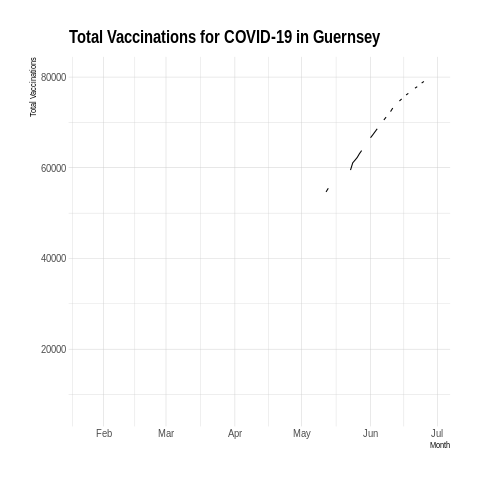 Total Vaccinations for COVID-19 in Guernsey
Total Vaccinations
80000
60000
40000
20000
Feb Mar Apr May Jun Jul
Month